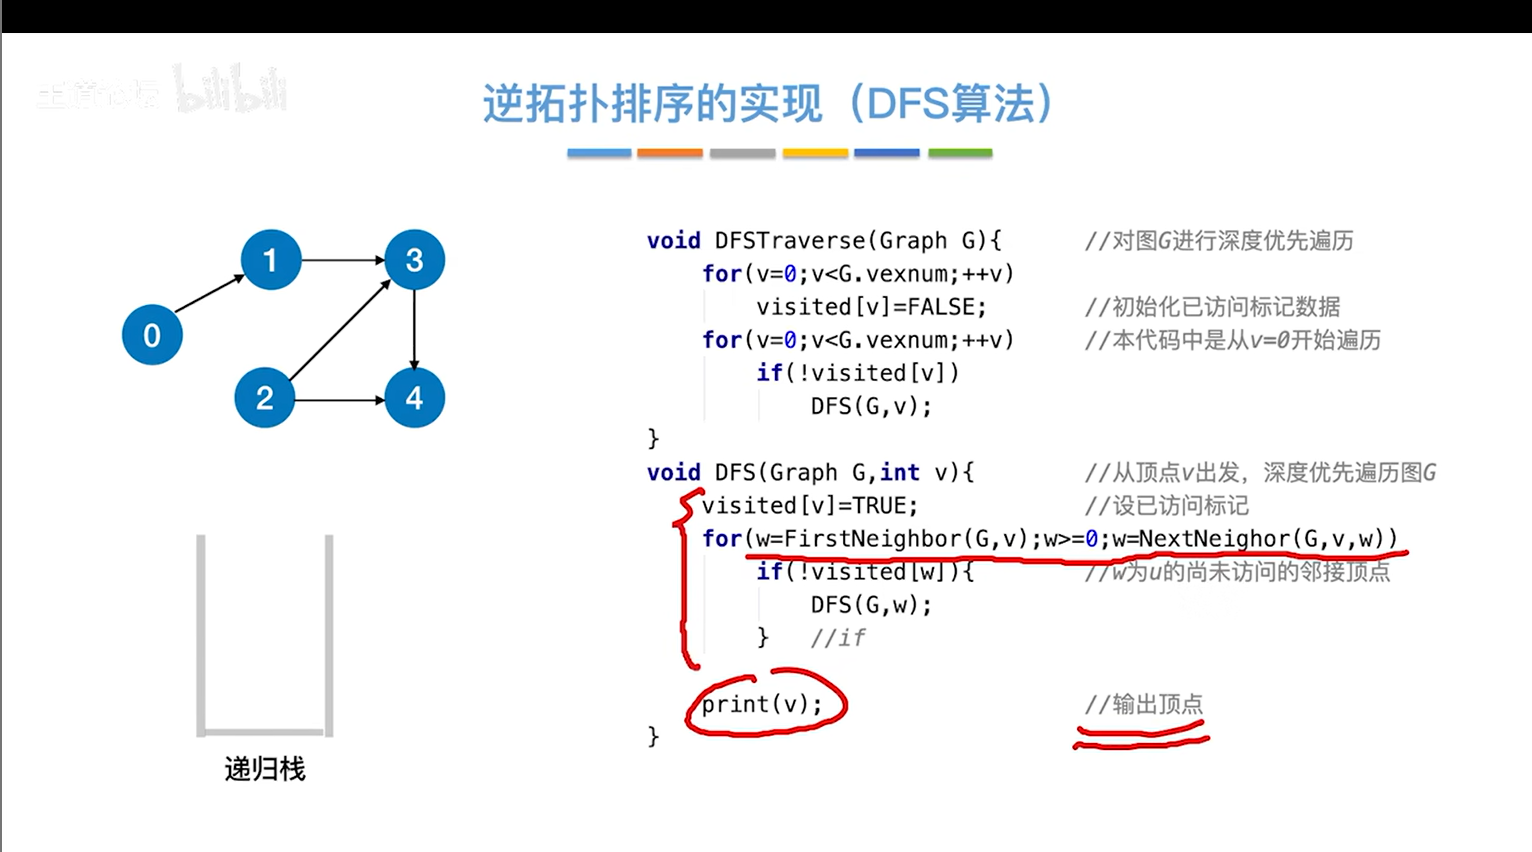 bilibili
逆拓扑排序的实现（DFS算法）
1
3
0
2
4
void DFSTraverse(Graph G){ //对图G进行深度优先遍历
for(v=0;v<G.vexnum;++v)
visited[v]=FALSE; //初始化已访问标记数据
for(v=0;v<G.vexnum;++v) //本代码中是从v=0开始遍历
if(!visited[v])
DFS(G,v);
}
void DFS(Graph G,int v){ //从顶点v出发，深度优先遍历图G
visited[v]=TRUE; //设已访问标记
for(w=FirstNeighbor(G,v);w>=0;w=NextNeighor(G,v,w))
if(!visited[w]){ //w为u的尚未访问的邻接顶点
DFS(G,w);
} //if
print(v); //输出顶点
}
递归栈